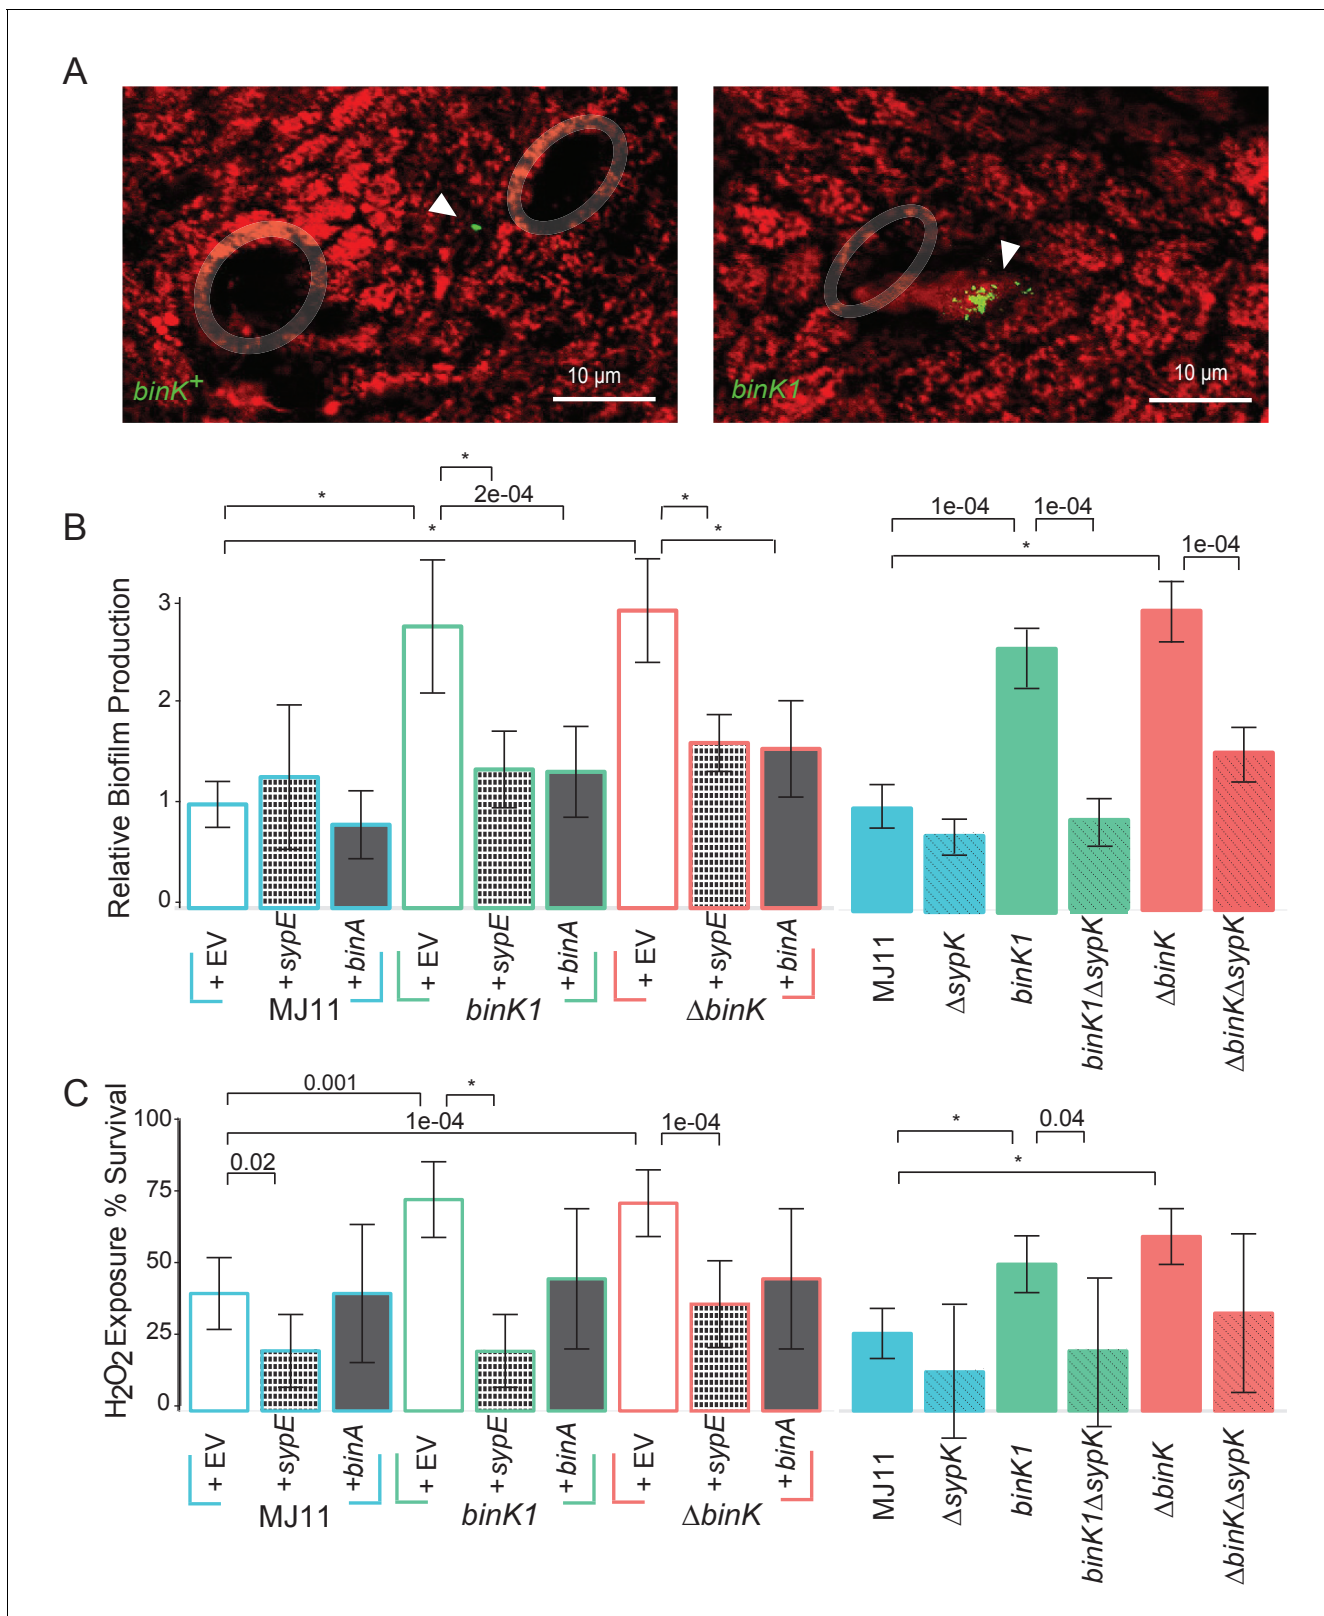 A
binK+
10 µm
binK1
10 µm
B
*
* 2e-04
* * *
1e-04 1e-04
* 1e-04
Relative Biofilm Production
3
2
1
0
+ EV
+ sypE
+binA
+ EV
+ sypE
+ binA
+ EV
+ sypE
+ binA
MJ11
binK1
ΔbinK
MJ11
ΔsypK
binK1
binK1ΔsypK
ΔbinK
ΔbinKΔsypK
C
0.001 *
1e-04 1e-04
0.02
* 0.04
*
H2O2 Exposure % Survival
100
75
50
25
0
+ EV
+ sypE
+binA
+ EV
+ sypE
+ binA
+ EV
+ sypE
+ binA
MJ11
binK1
ΔbinK
MJ11
ΔsypK
binK1
binK1ΔsypK
ΔbinK
ΔbinKΔsypK